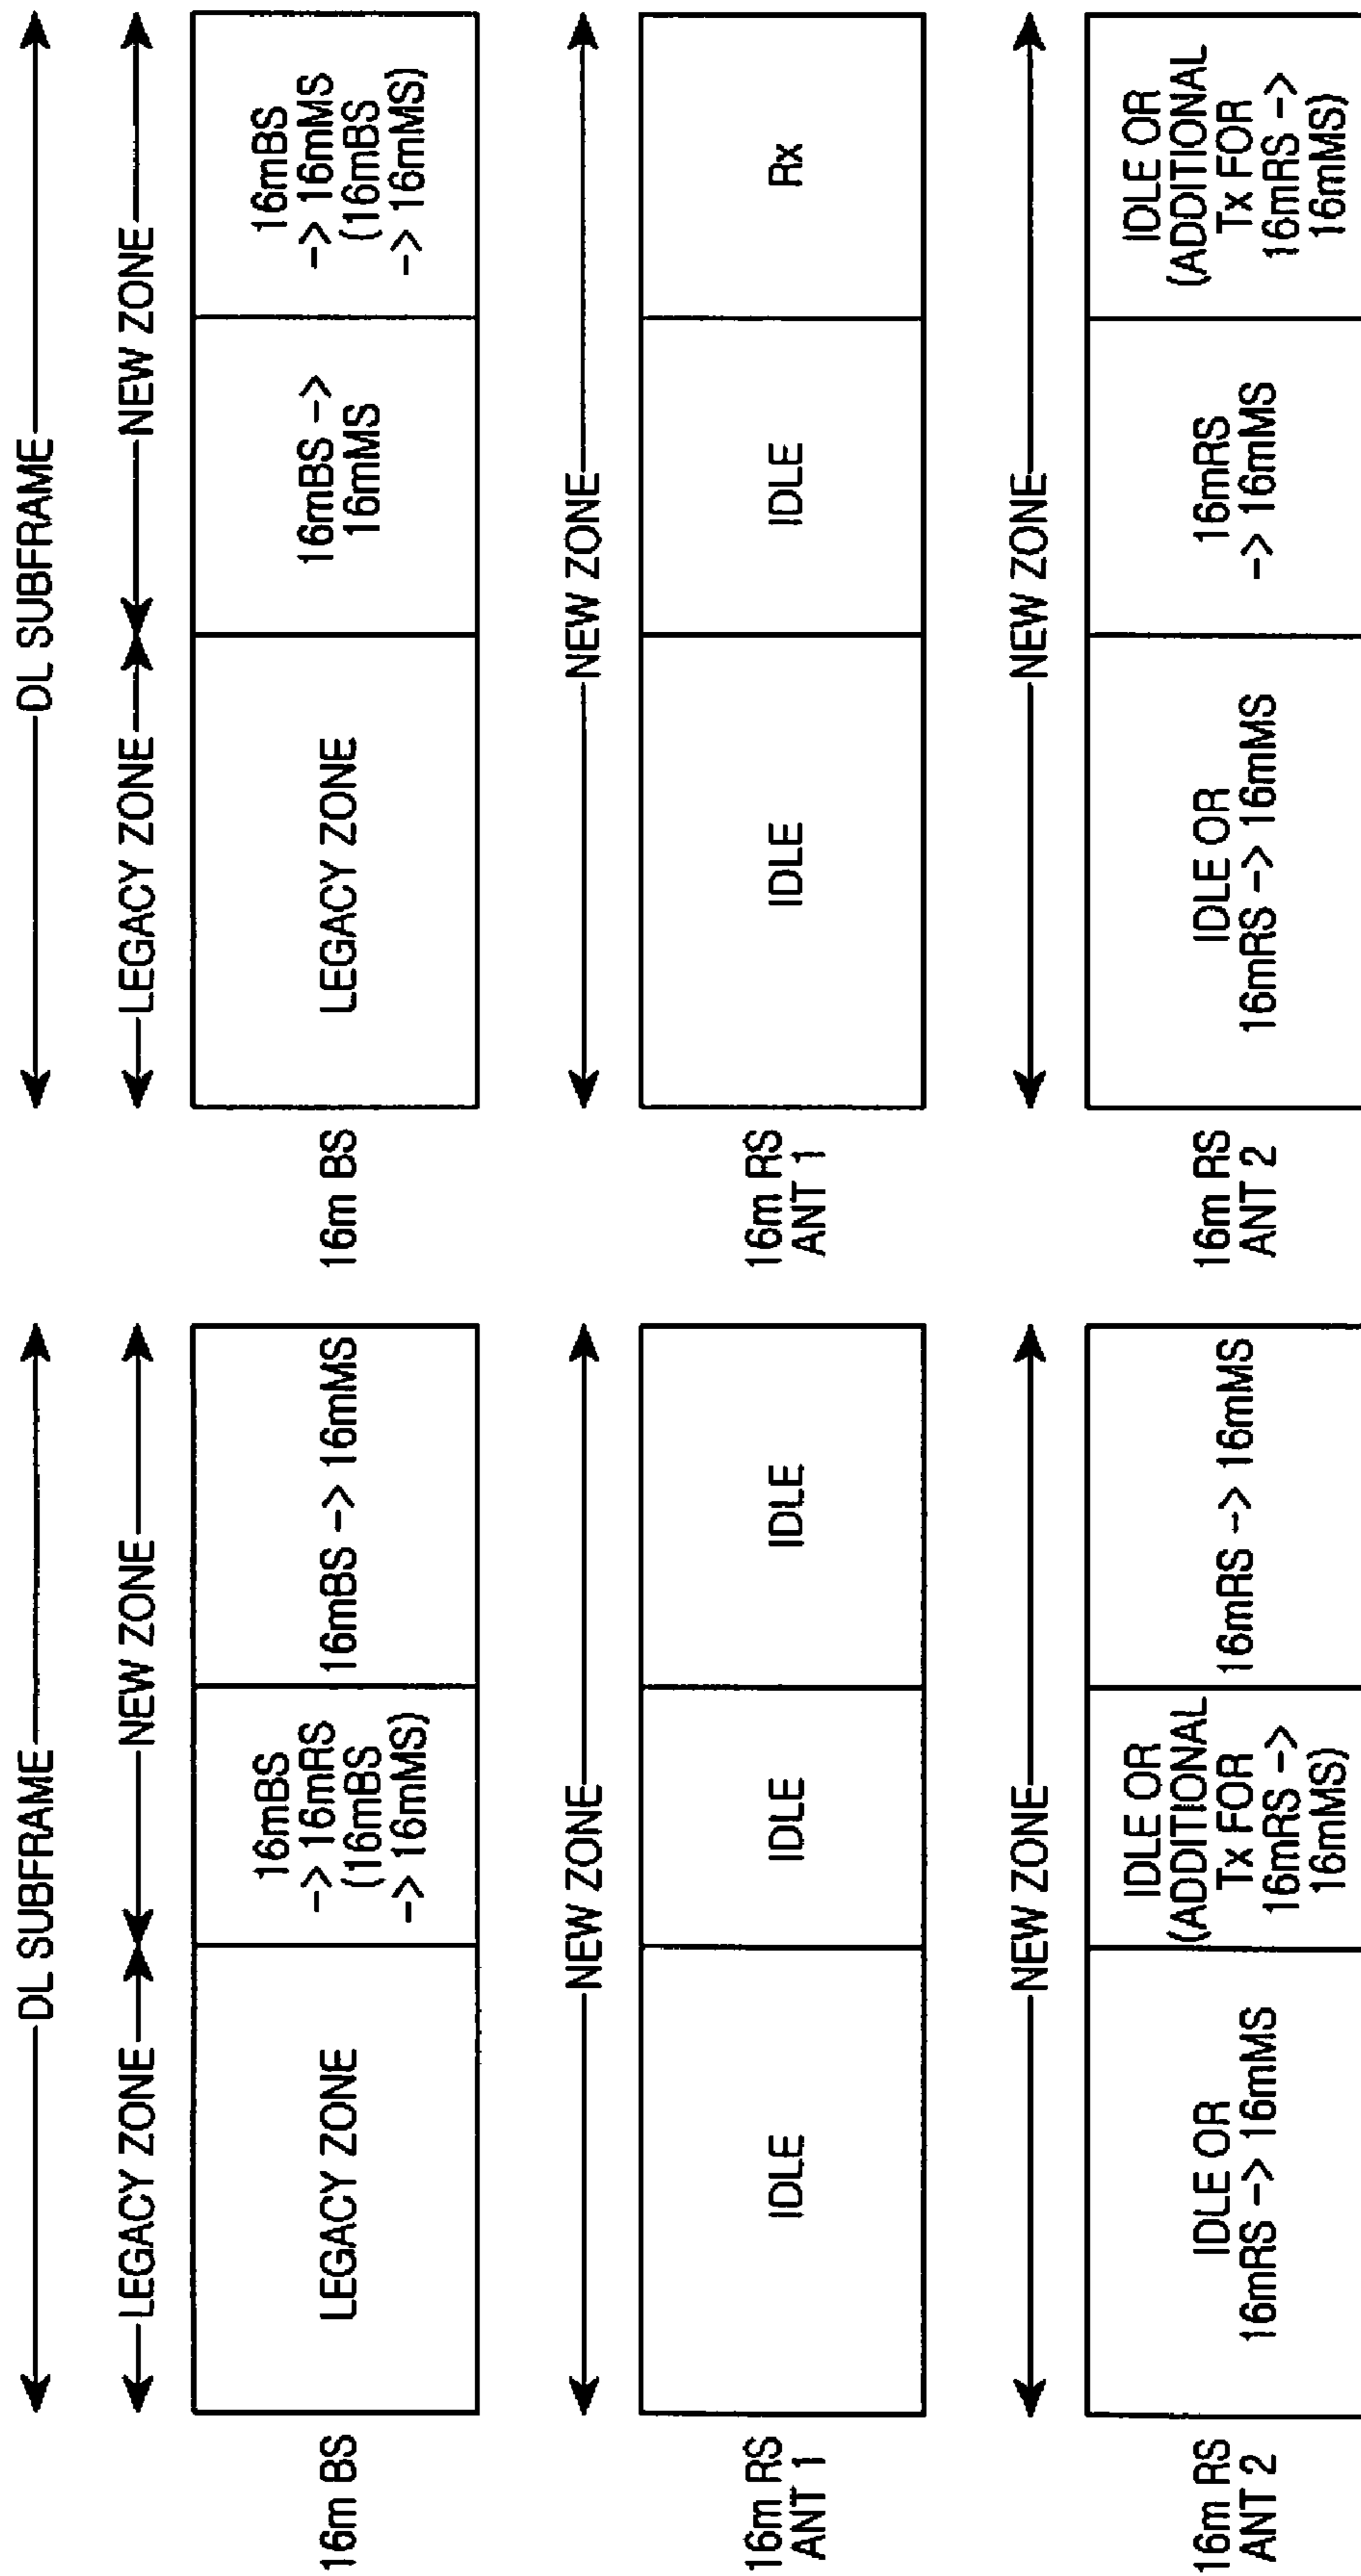 DL SUBFRAME
LEGACY ZONE
NEW ZONE
16m BS
LEGACY ZONE
16mBS
-> 16mRS
(16mBS
-> 16mMS)
16mBS -> 16mMS
NEW ZONE
16m RS
ANT 1
IDLE
IDLE
IDLE
NEW ZONE
16m RS
ANT 2
IDLE OR
16mRS -> 16mMS
IDLE OR
(ADDITIONAL
Tx FOR
16mRS ->
16mMS)
16mRS -> 16mMS
DL SUBFRAME
LEGACY ZONE
NEW ZONE
16m BS
LEGACY ZONE
16mBS ->
16mMS
16mBS
-> 16mMS
(16mBS
-> 16mMS)
NEW ZONE
16m RS
ANT 1
IDLE
IDLE
Rx
NEW ZONE
16m RS
ANT 2
IDLE OR
16mRS -> 16mMS
16mRS
-> 16mMS
IDLE OR
(ADDITIONAL
Tx FOR
16mRS ->
16mMS)